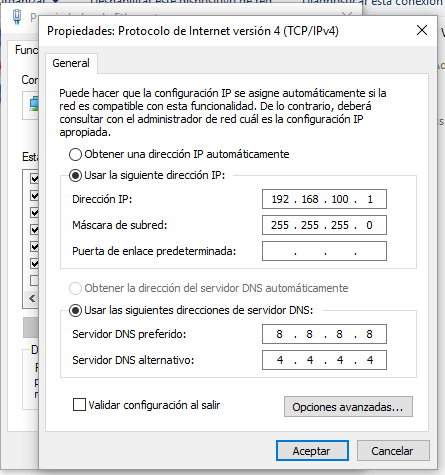 Propiedades: Protocolo de Internet versión 4 (TCP/IPv4)
General
Puede hacer que la configuración IP se asigne automáticamente si la
red es compatible con esta funcionalidad. De lo contrario, deberá
consultar con el administrador de red cuál es la configuración IP
apropiada.
Obtener una dirección IP automáticamente
Usar la siguiente dirección IP:
Dirección IP: 192 . 168 . 100 . 1
Máscara de subred: 255 . 255 . 255 . 0
Puerta de enlace predeterminada: . . .
Obtener la dirección del servidor DNS automáticamente
Usar las siguientes direcciones de servidor DNS:
Servidor DNS preferido: 8 . 8 . 8 . 8
Servidor DNS alternativo: 4 . 4 . 4 . 4
Validar configuración al salir
Opciones avanzadas...
Aceptar
Cancelar